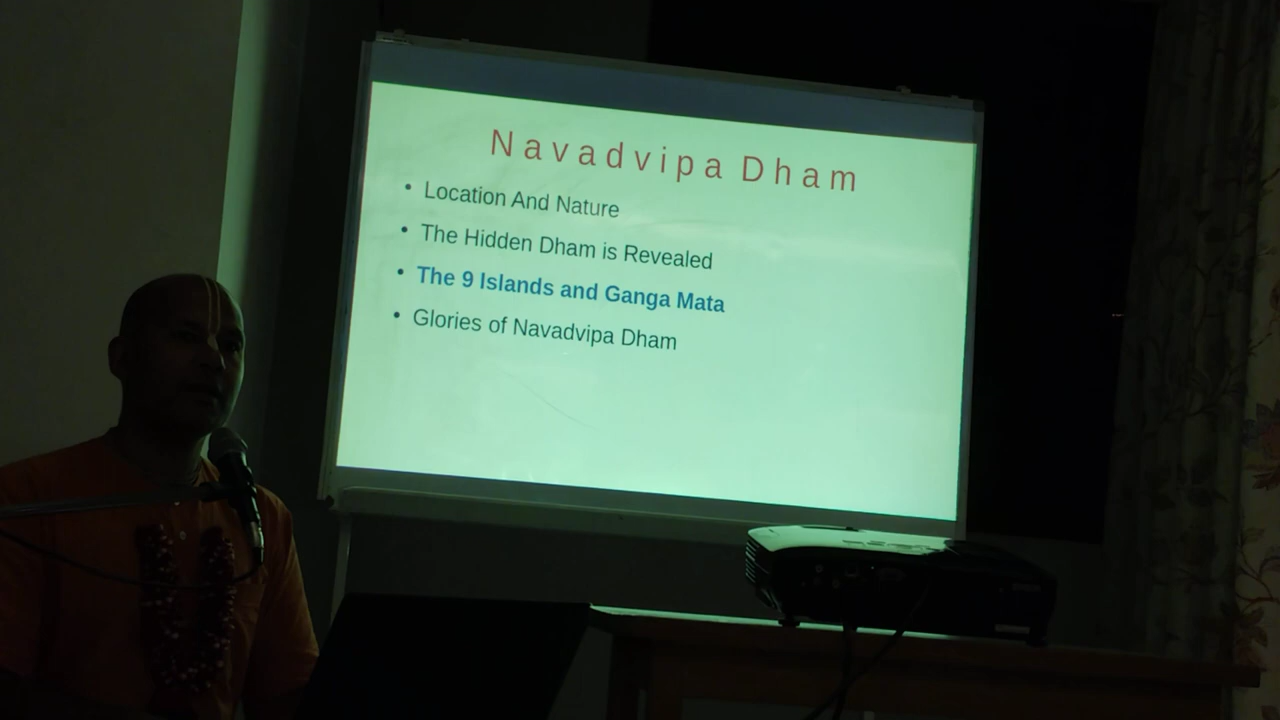 Navadvipa Dham
• Location And Nature
• The Hidden Dham is Revealed
• The 9 Islands and Ganga Mata
• Glories of Navadvipa Dham